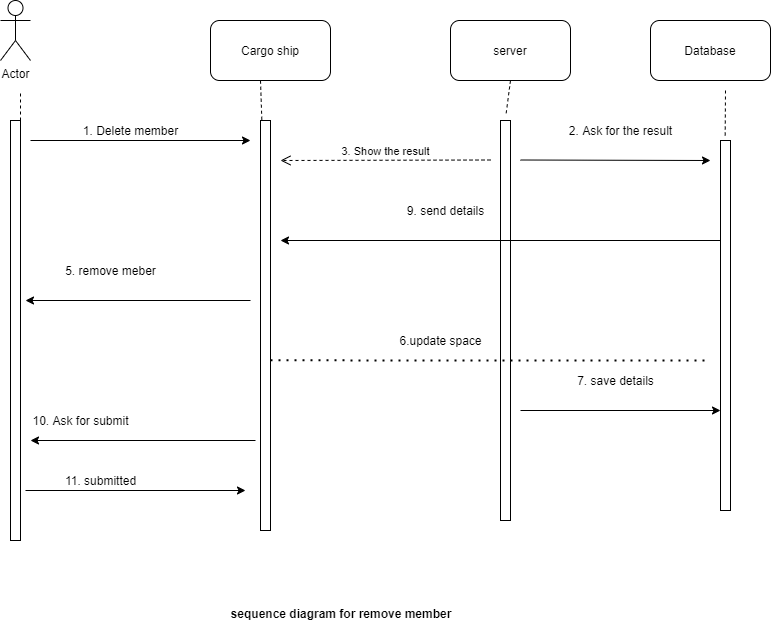 Actor
Cargo ship
server
Database
1. Delete member
2. Ask for the result
3. Show the result
9. send details
5. remove meber
6.update space
7. save details
10. Ask for submit
11. submitted
sequence diagram for remove member